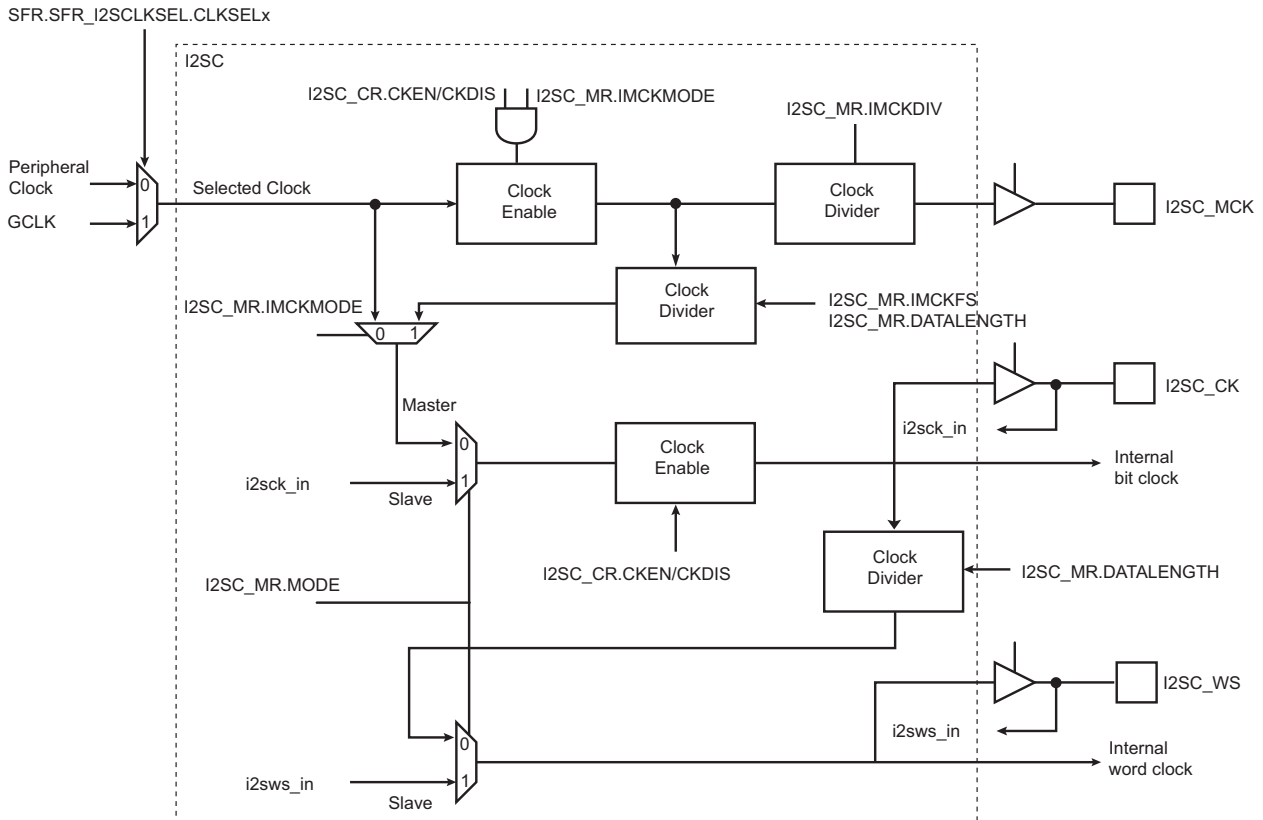 SFR.SFR_I2SCLKSEL.CLKSELx
I2SC
I2SC_CR.CKEN/CKDIS
I2SC_MR.IMCKMODE
I2SC_MR.IMCKDIV
Peripheral
Clock
0
Selected Clock
Clock
Enable
Clock
Divider
I2SC_MCK
GCLK
1
Clock
Divider
I2SC_MR.IMCKMODE
I2SC_MR.IMCKFS
I2SC_MR.DATALENGTH
0 1
I2SC_CK
Master
i2sck_in
0
Clock
Enable
Internal
bit clock
i2sck_in
1
Slave
I2SC_CR.CKEN/CKDIS
Clock
Divider
I2SC_MR.DATALENGTH
I2SC_MR.MODE
I2SC_WS
i2sws_in
0
Internal
word clock
i2sws_in
1
Slave